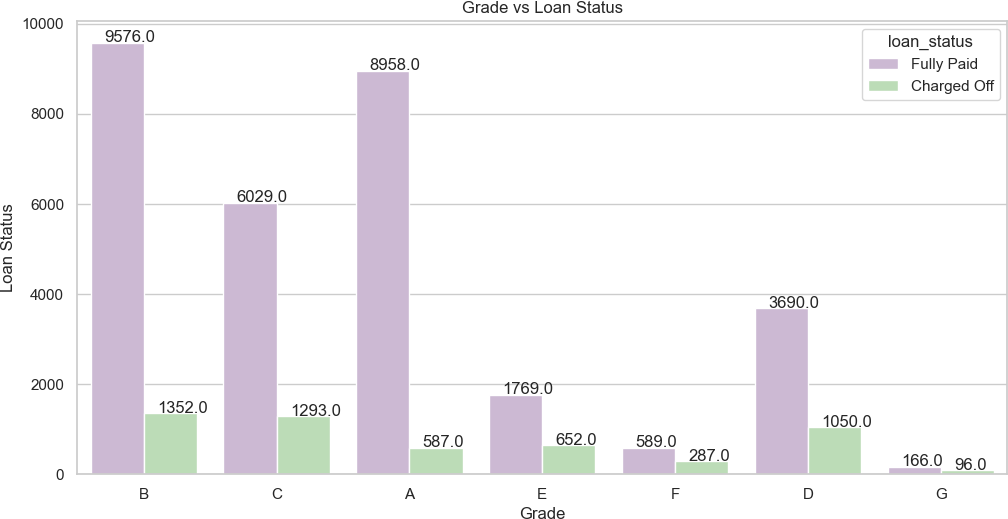 Grade vs Loan Status
loan_status
Fully Paid
Charged Off
Loan Status
10000
8000
6000
4000
2000
0
9576.0
1352.0
6029.0
1293.0
8958.0
587.0
1769.0
652.0
589.0
287.0
3690.0
1050.0
166.0
96.0
B C A E F D G
Grade